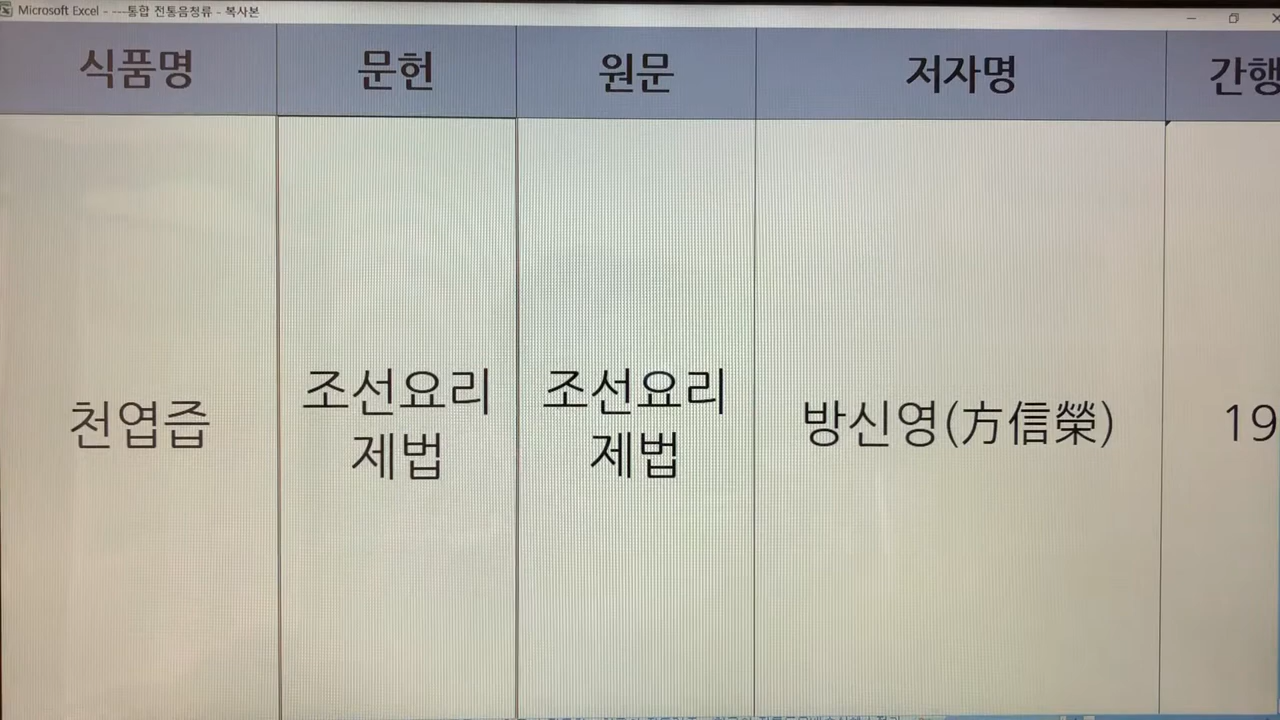 Microsoft Excel - ---통합 전통음청류 - 복사본
식품명 문헌 원문 저자명 간행
천엽즙 조선요리 제법 조선요리 제법 방신영(方信榮) 19